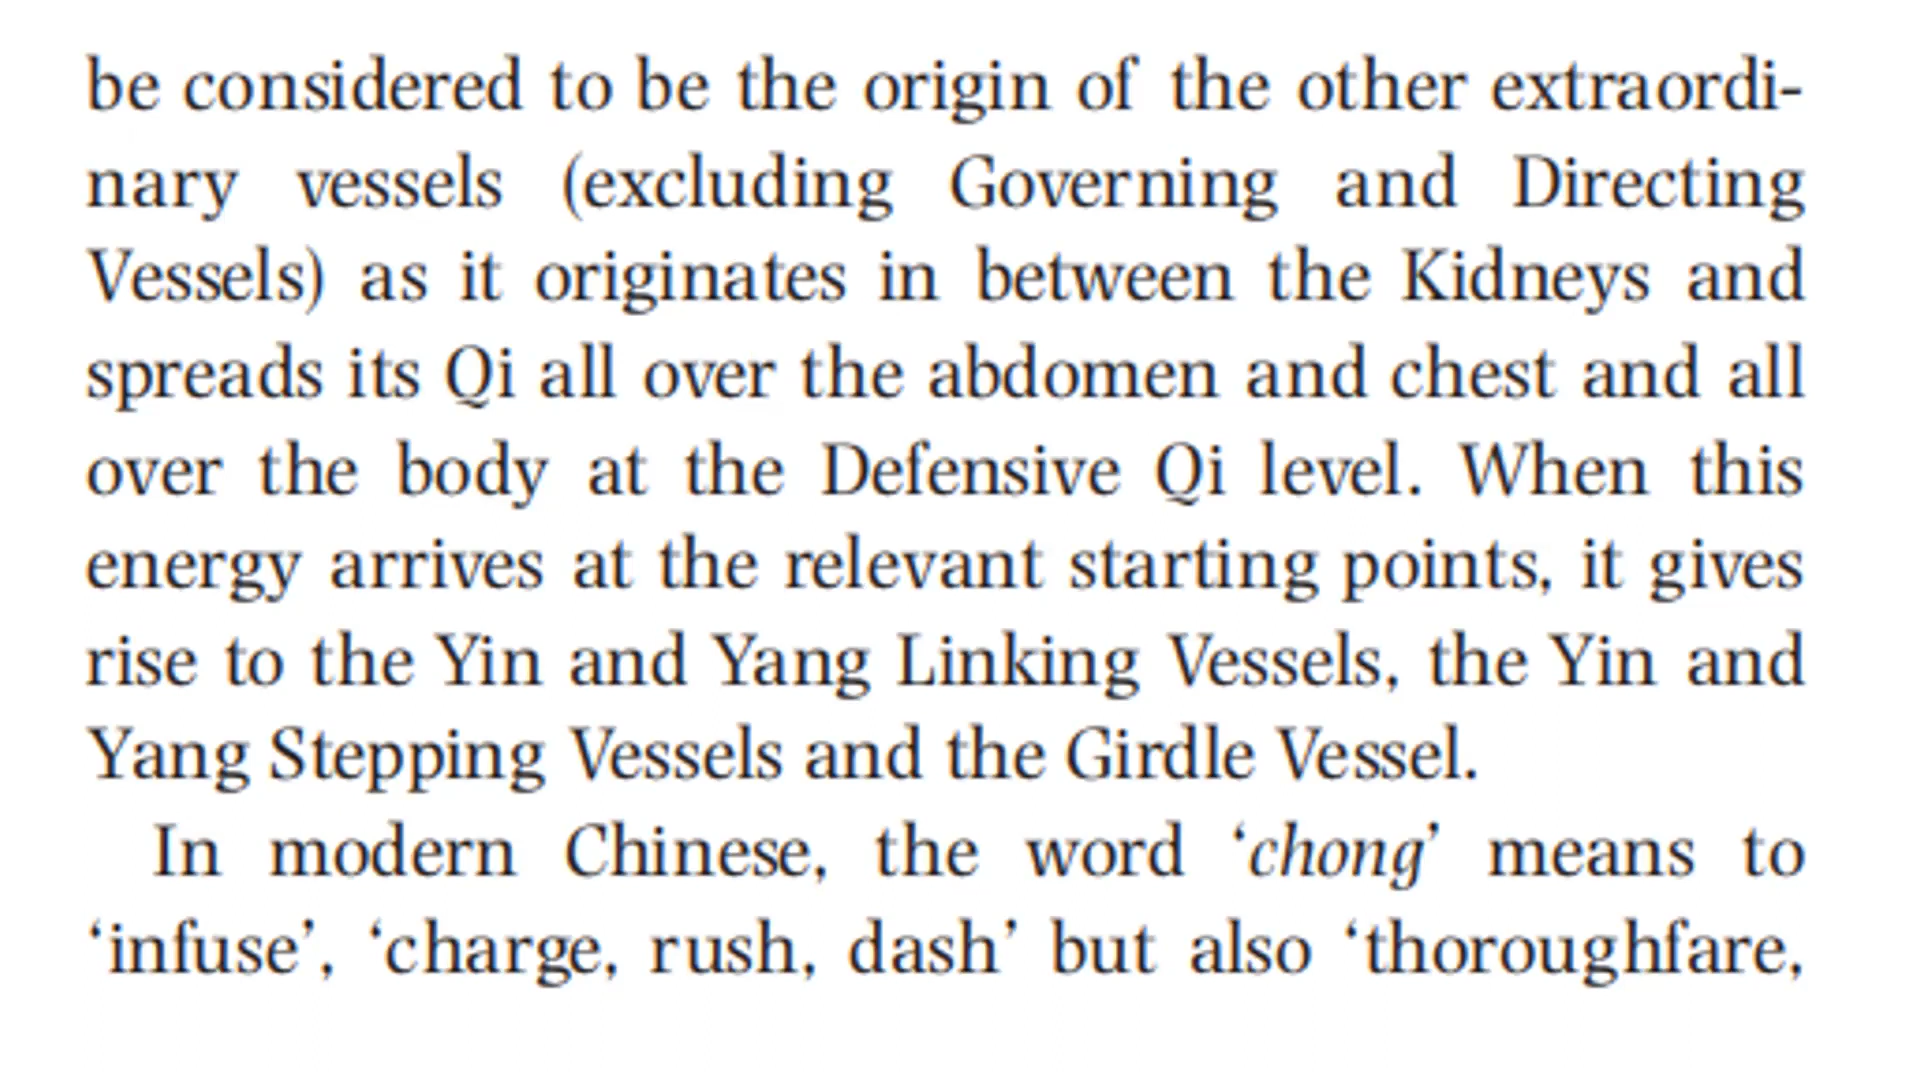 be considered to be the origin of the other extraordi-
nary vessels (excluding Governing and Directing
Vessels) as it originates in between the Kidneys and
spreads its Qi all over the abdomen and chest and all
over the body at the Defensive Qi level. When this
energy arrives at the relevant starting points, it gives
rise to the Yin and Yang Linking Vessels, the Yin and
Yang Stepping Vessels and the Girdle Vessel.
In modern Chinese, the word ‘chong’ means to
‘infuse’, ‘charge, rush, dash’ but also ‘thoroughfare,